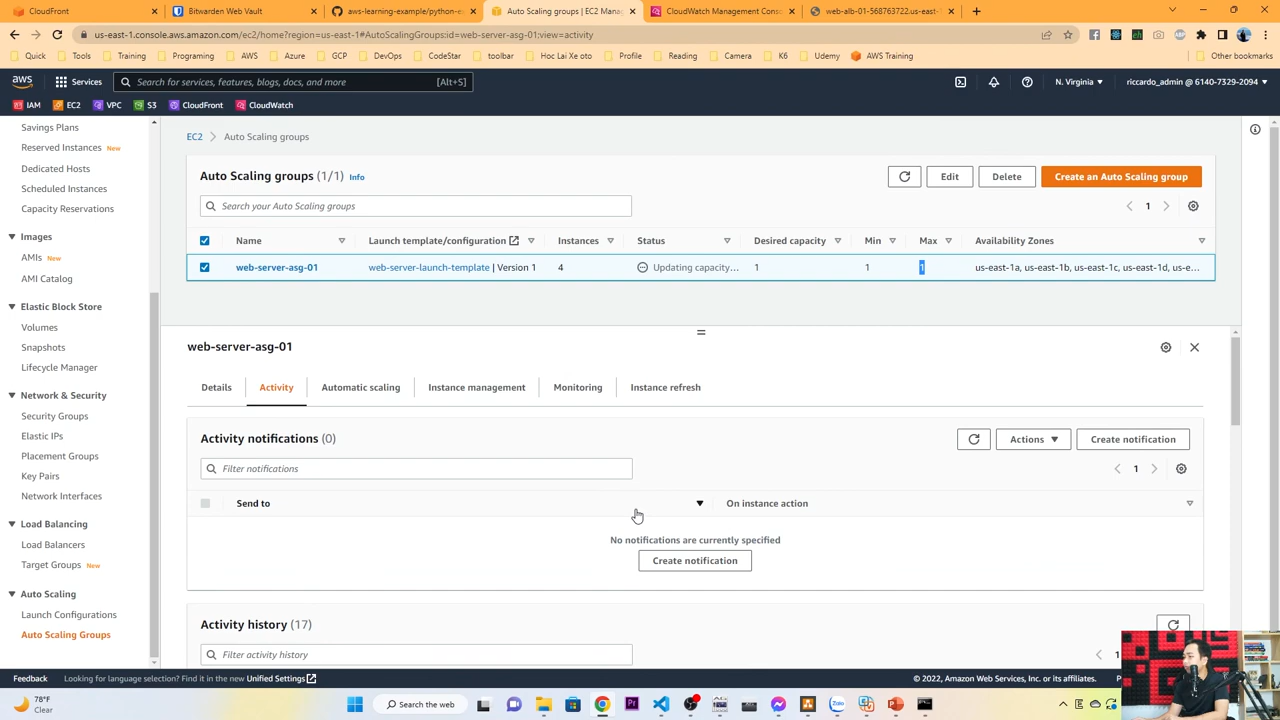 CloudFront
Bitwarden Web Vault
aws-learning-example/python-e...
Auto Scaling groups | EC2 Manag...
CloudWatch Management Conso...
web-alb-01-568763722.us-east-1...
us-east-1.console.aws.amazon.com/ec2/home?region=us-east-1#AutoScalingGroups:id=web-server-asg-01;view=activity
Quick
Tools
Training
Programing
AWS
Azure
GCP
DevOps
CodeStar
toolbar
Hoc Lai Xe oto
Profile
Reading
Camera
K6
Udemy
AWS Training
Other bookmarks
aws
Services
Search for services, features, blogs, docs, and more
[Alt+S]
N. Virginia
riccardo_admin @ 6140-7329-2094
IAM
EC2
VPC
S3
CloudFront
CloudWatch
Savings Plans
Reserved Instances New
Dedicated Hosts
Scheduled Instances
Capacity Reservations
Images
AMIs New
AMI Catalog
Elastic Block Store
Volumes
Snapshots
Lifecycle Manager
Network & Security
Security Groups
Elastic IPs
Placement Groups
Key Pairs
Network Interfaces
Load Balancing
Load Balancers
Target Groups New
Auto Scaling
Launch Configurations
Auto Scaling Groups
EC2 Auto Scaling groups
Auto Scaling groups (1/1) Info
Edit
Delete
Create an Auto Scaling group
Search your Auto Scaling groups
1
Name
Launch template/configuration
Instances
Status
Desired capacity
Min
Max
Availability Zones
web-server-asg-01
web-server-launch-template | Version 1
4
Updating capacity...
1
1
1
us-east-1a, us-east-1b, us-east-1c, us-east-1d, us-e...
web-server-asg-01
Details
Activity
Automatic scaling
Instance management
Monitoring
Instance refresh
Activity notifications (0)
Actions
Create notification
Filter notifications
1
Send to
On instance action
No notifications are currently specified
Create notification
Activity history (17)
Filter activity history
1
Feedback
Looking for language selection? Find it in the new Unified Settings
© 2022, Amazon Web Services, Inc. or its affiliates.
78°F
Clear
Search the web